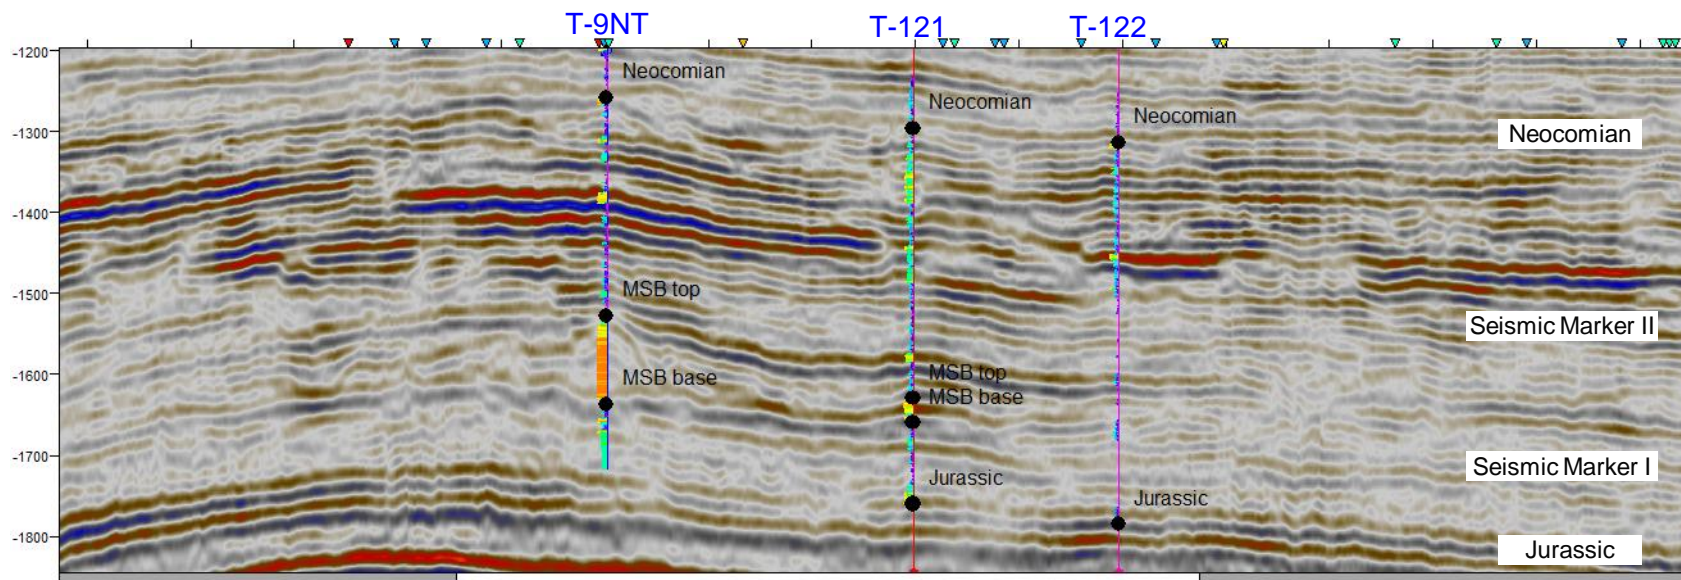 T-9NT T-121 T-122
-1200
Neocomian
Neocomian
Neocomian
-1300
Neocomian
-1400
-1500
MSB top
Seismic Marker II
-1600
MSB top
MSB base
MSB base
-1700
Seismic Marker I
Jurassic
Jurassic
-1800
Jurassic